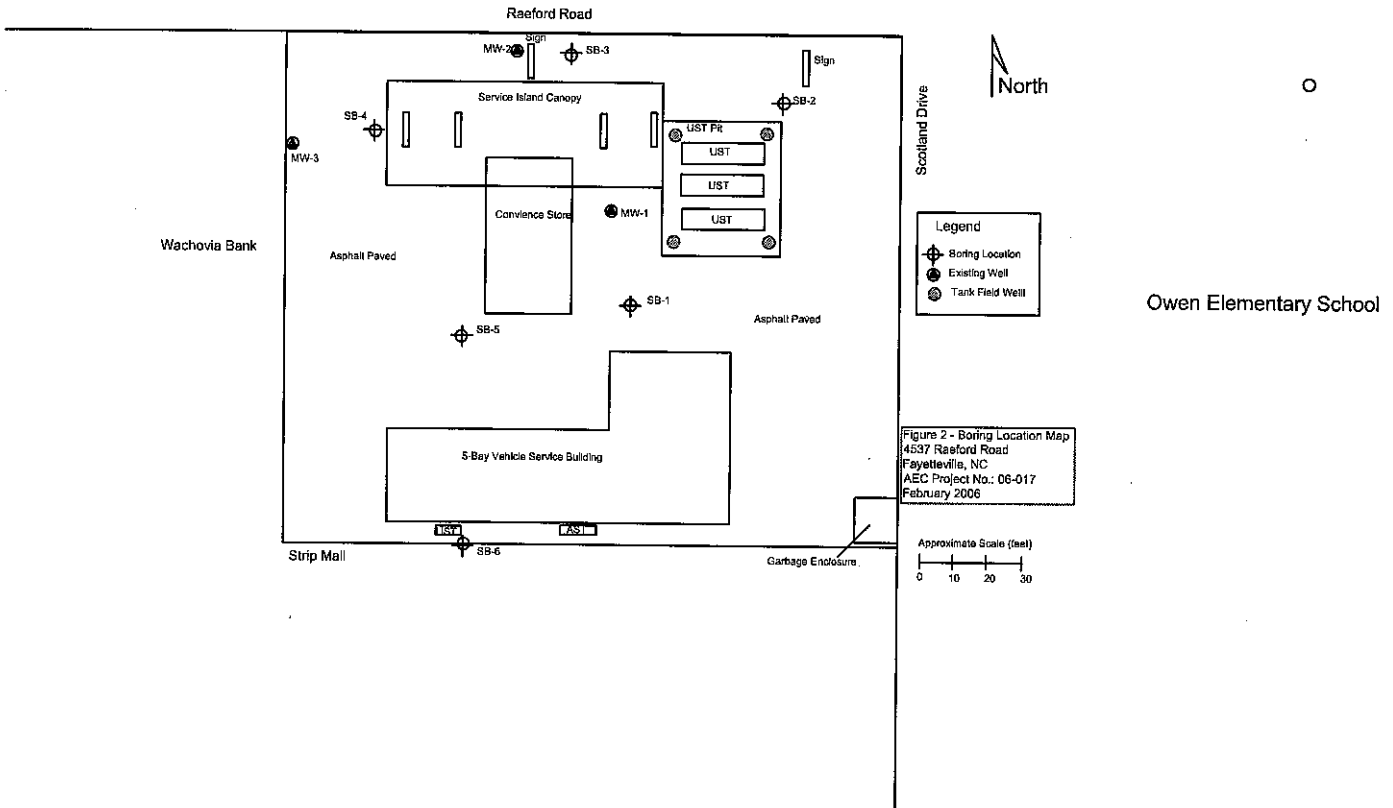 Raeford Road
MW-2
Sign
SB-3
Sign
North
Service Island Canopy
SB-2
SB-4
UST Pit
UST
UST
UST
MW-3
Scotland Drive
Convience Store
MW-1
Wachovia Bank
Asphalt Paved
Legend
Boring Location
Existing Well
Tank Field Welll
SB-1
Asphalt Paved
Owen Elementary School
SB-5
5-Bay Vehicle Service Building
Figure 2 - Boring Location Map
4537 Raeford Road
Fayetteville, NC
AEC Project No.: 06-017
February 2006
AST
SB-6
Strip Mall
Garbage Enclosure
Approximate Scale (feet)
0 10 20 30